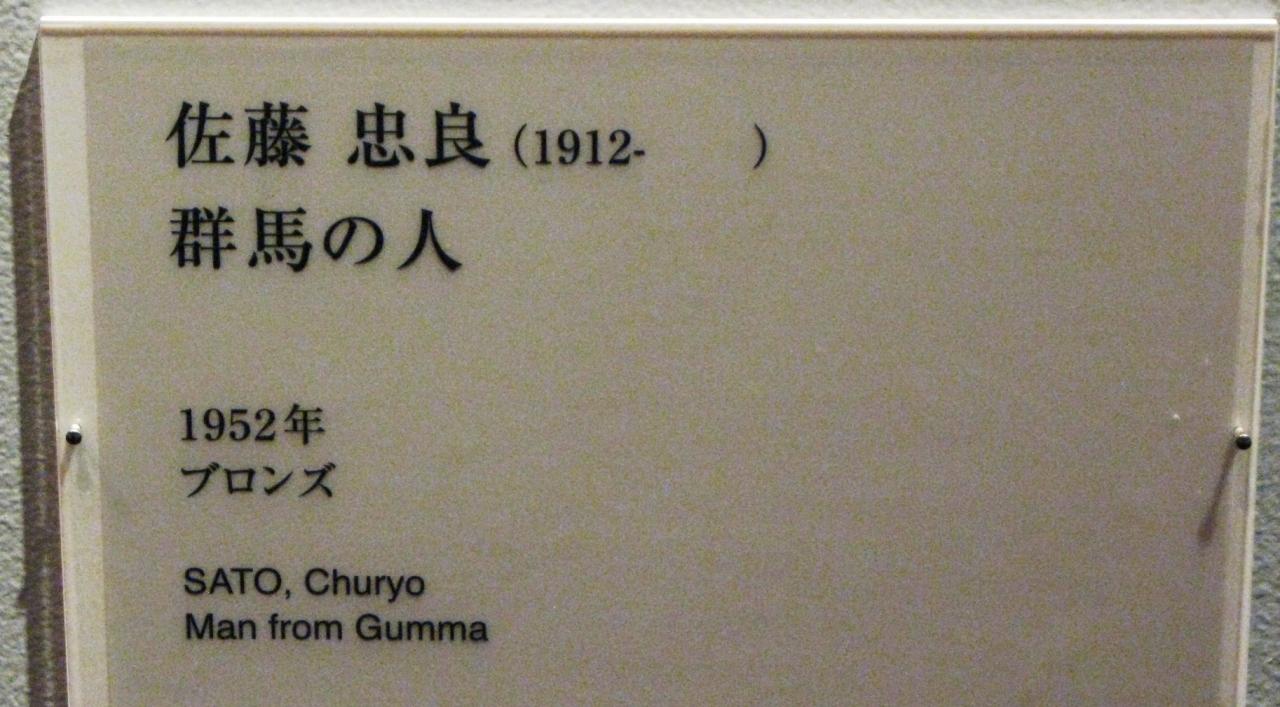 佐藤 忠良 (1912-　　)
群馬の人
1952年
ブロンズ
SATO, Churyo
Man from Gumma